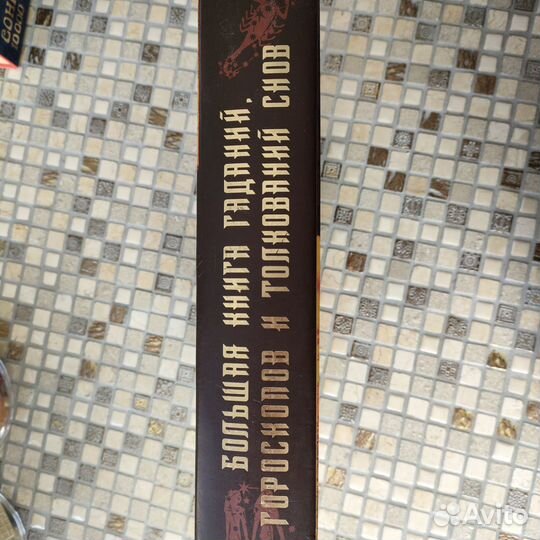 БОЛЬШАЯ КНИГА ГАДАНИЙ,
ГОРОСКОПОВ И ТОЛКОВАНИЙ СНОВ
Avito